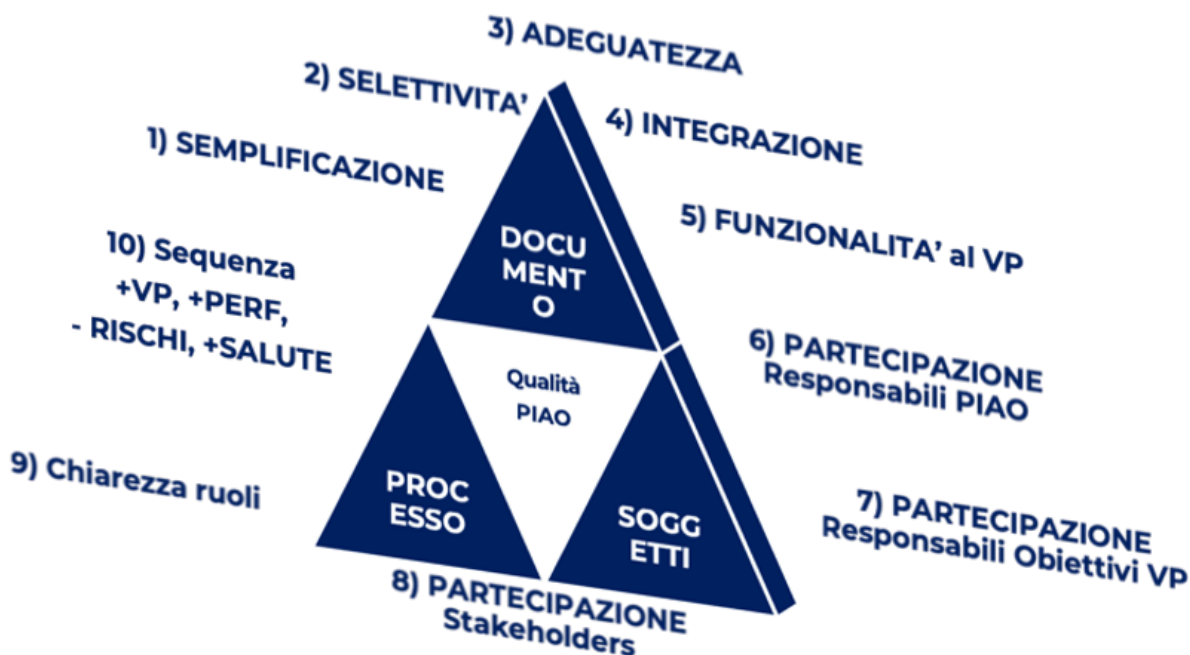 3) ADEGUATEZZA
2) SELETTIVITA’
4) INTEGRAZIONE
1) SEMPLIFICAZIONE
5) FUNZIONALITA’ al VP
10) Sequenza
+VP, +PERF,
- RISCHI, +SALUTE
DOCU
MENT
O
6) PARTECIPAZIONE
Responsabili PIAO
Qualità
PIAO
9) Chiarezza ruoli
PROC
ESSO
SOGG
ETTI
7) PARTECIPAZIONE
Responsabili Obiettivi VP
8) PARTECIPAZIONE
Stakeholders